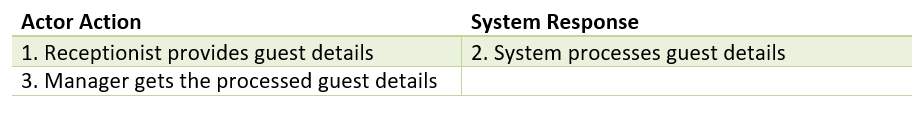 Actor Action System Response
1. Receptionist provides guest details 2. System processes guest details
3. Manager gets the processed guest details